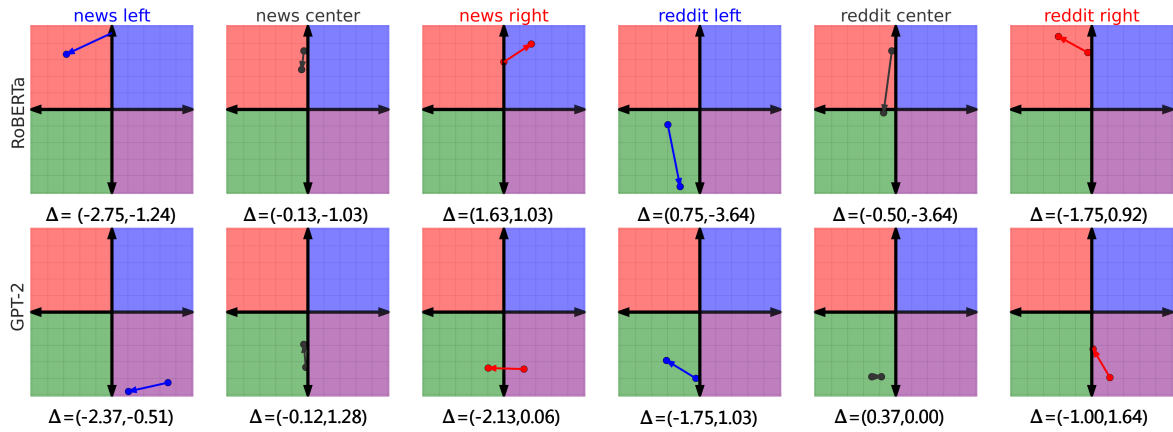 news left news center news right reddit left reddit center reddit right
RoBERTa
Δ= (-2.75,-1.24) Δ=(-0.13,-1.03) Δ=(1.63,1.03) Δ=(0.75,-3.64) Δ=(-0.50,-3.64) Δ=(-1.75,0.92)
GPT-2
Δ=(-2.37,-0.51) Δ=(-0.12,1.28) Δ=(-2.13,0.06) Δ=(-1.75,1.03) Δ=(0.37,0.00) Δ=(-1.00,1.64)